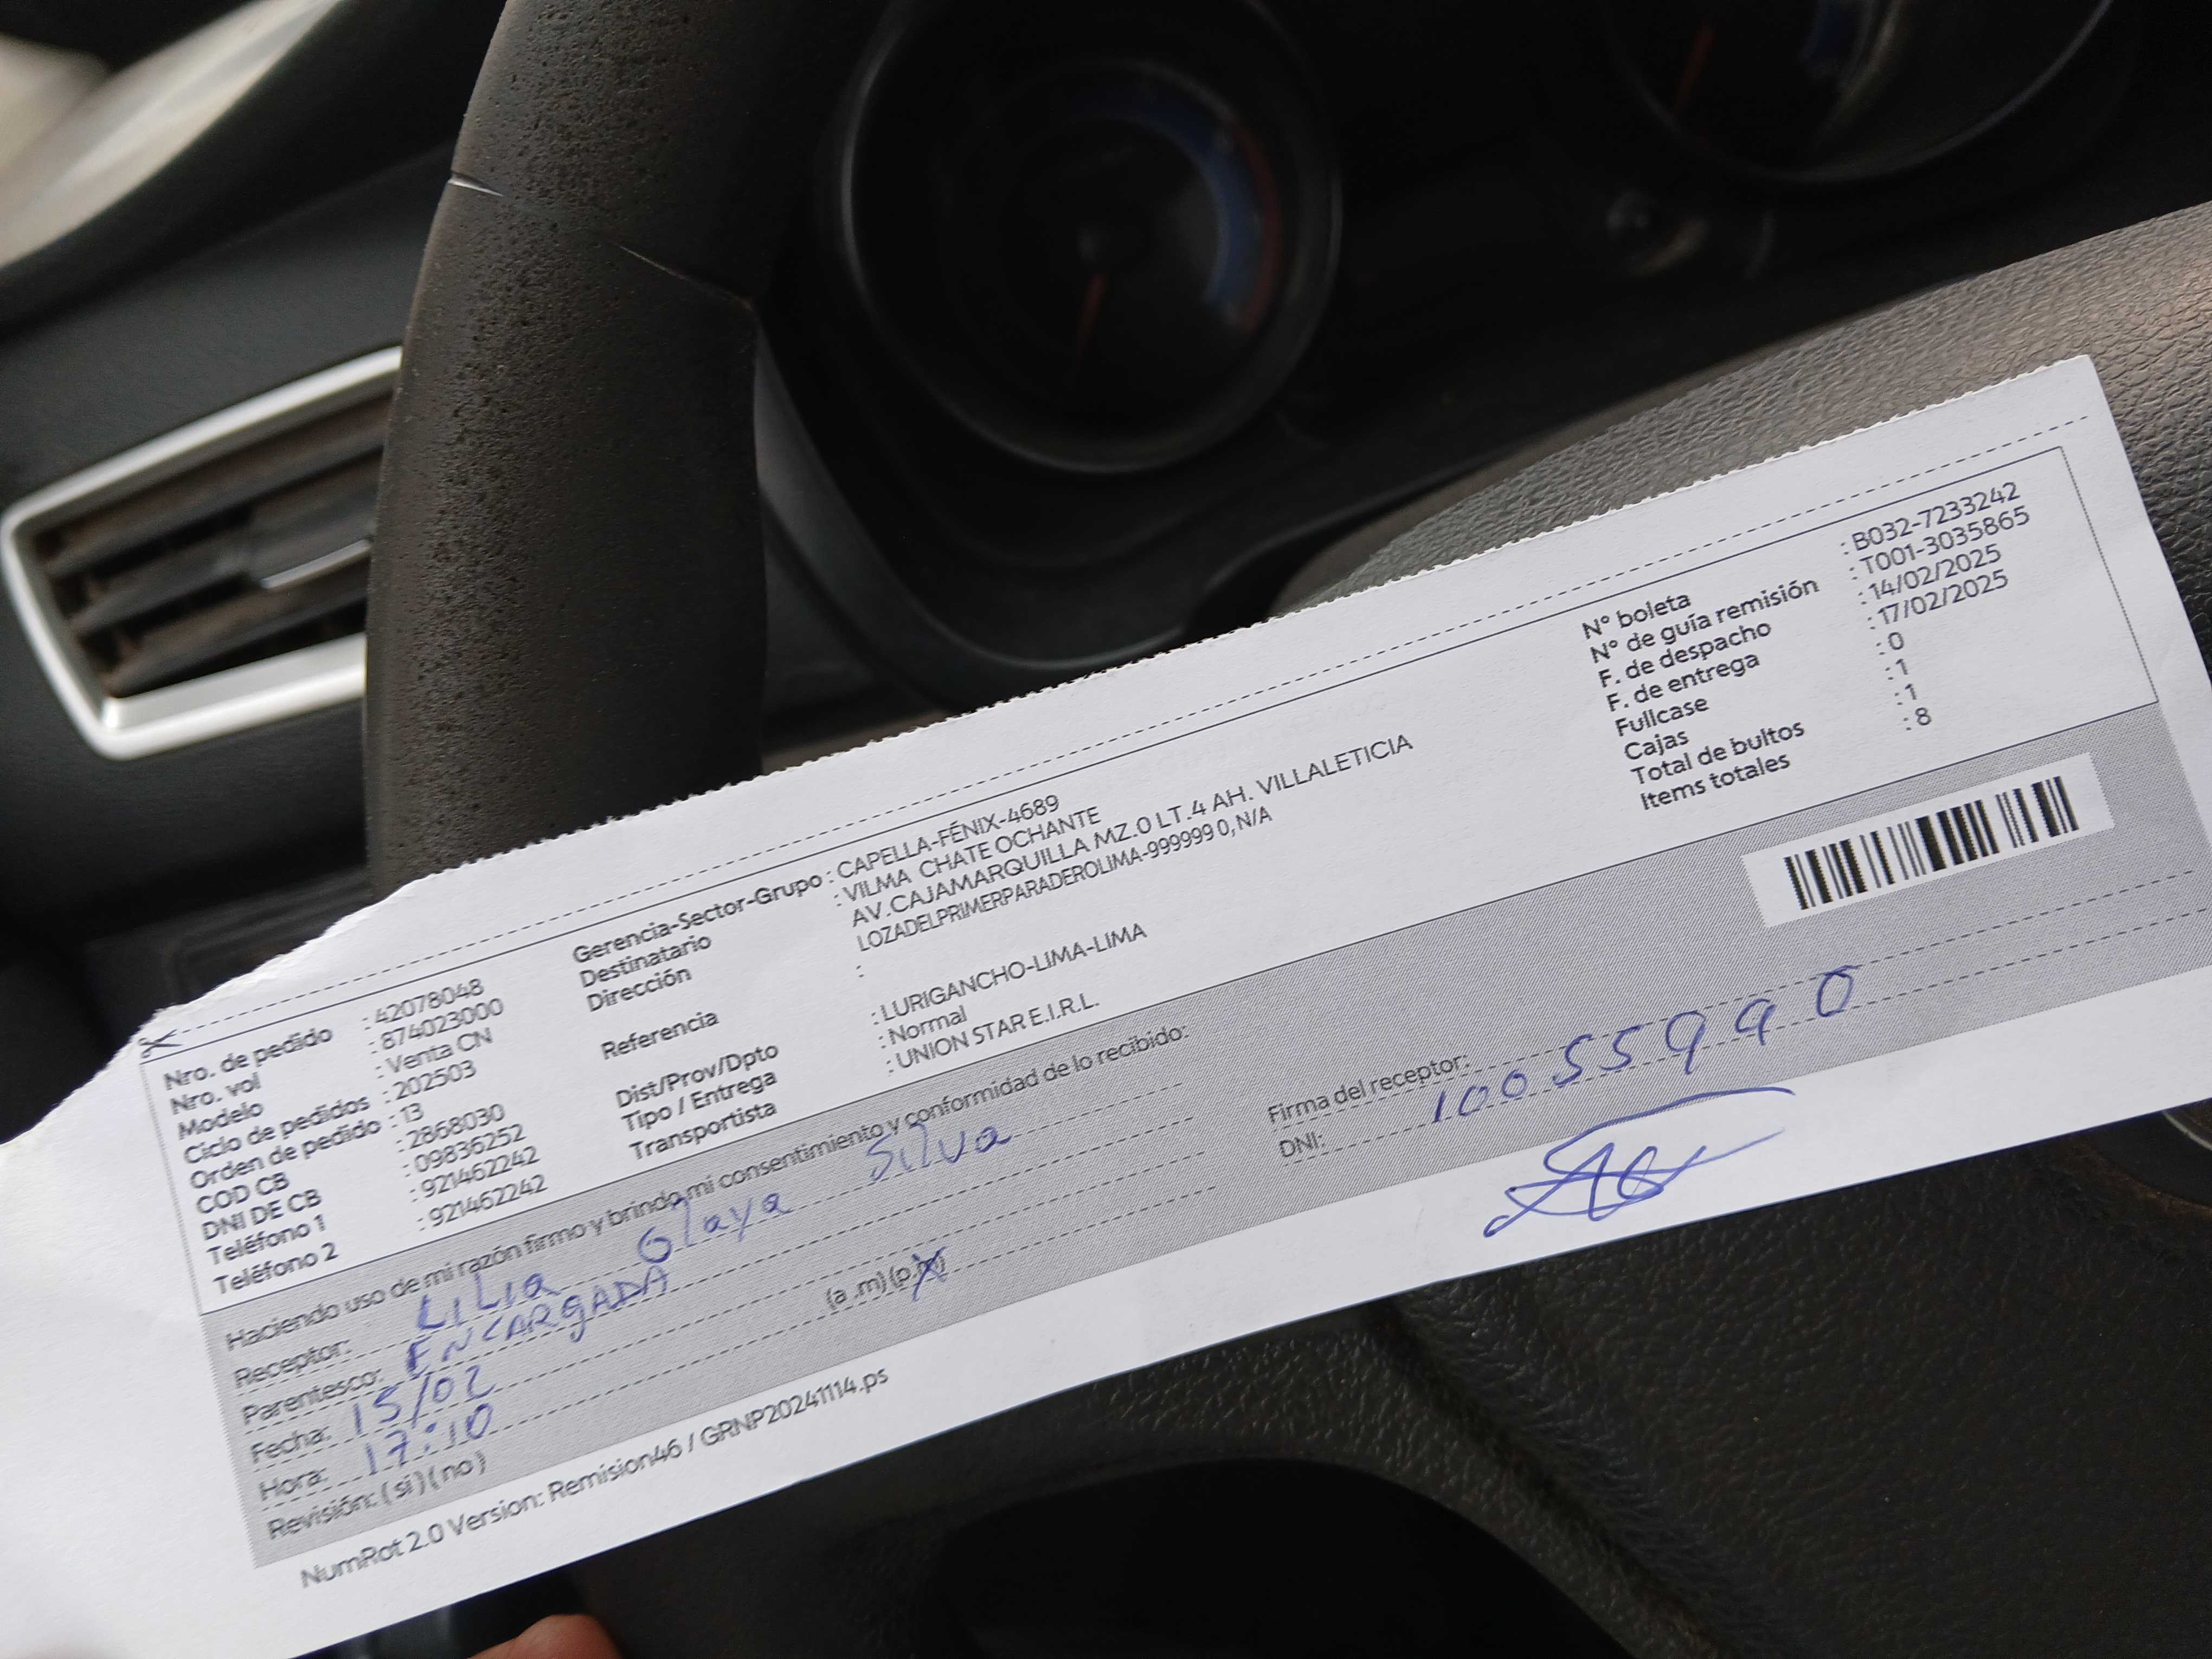 Nro. de pedido : 42078048
Nro. vol : 874023000
Modelo : Venta CN
Ciclo de pedidos : 202503
Orden de pedido : 13
COD CB : 2868030
DNI DE CB : 09836252
Teléfono 1 : 921462242
Teléfono 2 : 921462242
Gerencia-Sector-Grupo : CAPELLA-FÉNIX-4689
Destinatario : VILMA CHATE OCHANTE
Dirección AV.CAJAMARQUILLA MZ.O LT.4 AH. VILLALETICIA
LOZADELPRIMERPARADEROLIMA-999999 0, N/A
Referencia :
Dist/Prov/Dpto : LURIGANCHO-LIMA-LIMA
Tipo / Entrega : Normal
Transportista : UNION STAR E.I.R.L.
N° boleta : B032-7233242
N° de guía remisión : T001-3035865
F. de despacho : 14/02/2025
F. de entrega : 17/02/2025
Fullcase : 0
Cajas : 1
Total de bultos : 1
Items totales : 8
Haciendo uso de mi razón firmo y brindo mi consentimiento y conformidad de lo recibido:
Receptor: LILIA Olaya Silva
Parentesco: ENCARGADA
Fecha: 15/02
Hora: 17:10 (a .m) (p.m)
Revisión: ( si ) ( no )
Firma del receptor:
DNI: 10055990
NumRot 2.0 Version: Remision46 / GRNP20241114.ps